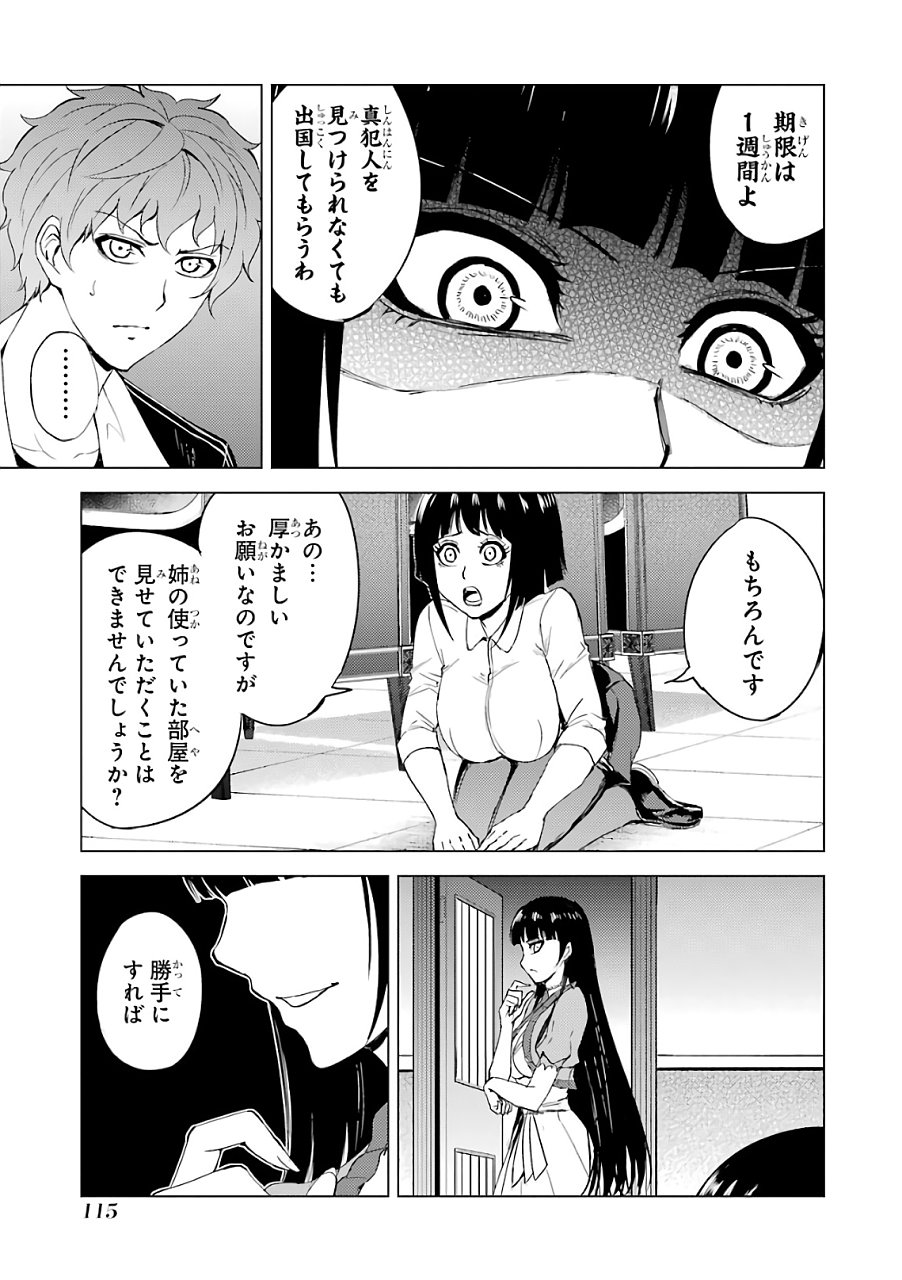 期限は
1週間よ
真犯人を
見つけられなくても
出国してもらうわ
………
もちろんです
あの…
厚かましい
お願いなのですが
姉の使っていた部屋を
見せていただくことは
できませんでしょうか?
勝手に
すれば
115